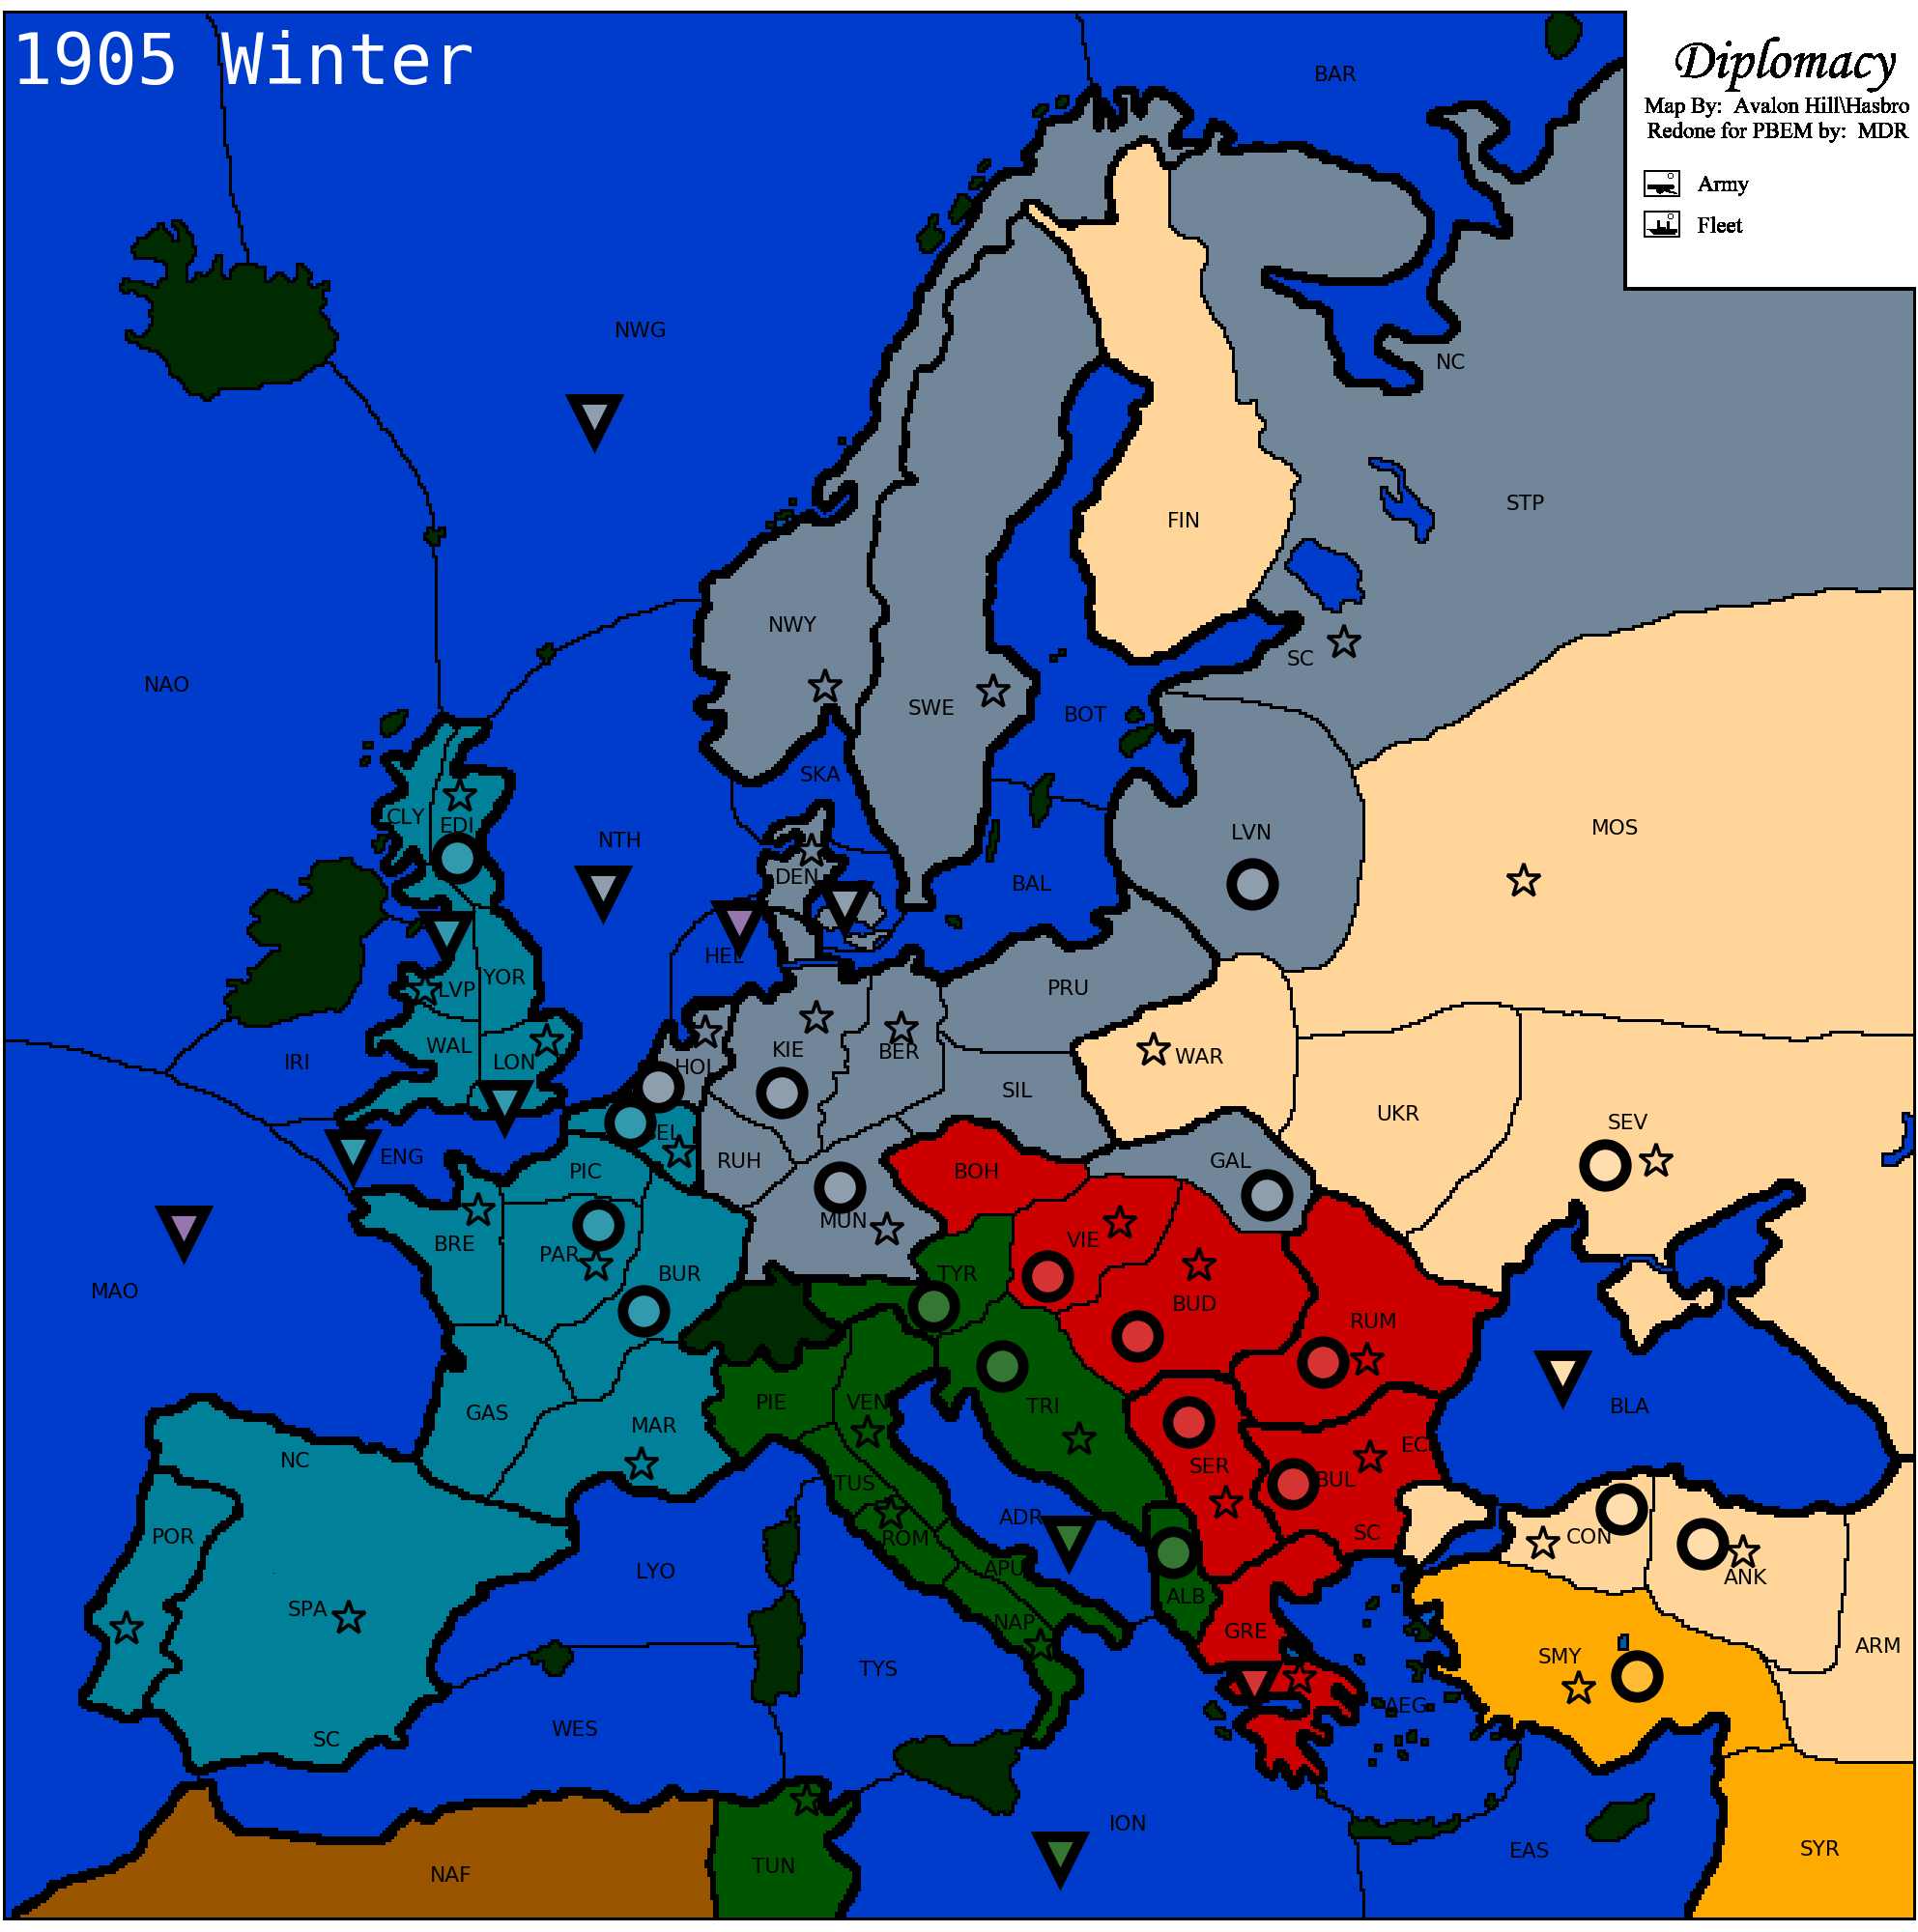 1905 Winter
Diplomacy
Map By: Avalon Hill\Hasbro
Redone for PBEM by: MDR
Army
Fleet
BAR
NWG
NC
STP
FIN
NWY
SC
NAO
SWE
BOT
SKA
CLY
EDI
NTH
LVN
MOS
DEN
BAL
HEL
YOR
LVP
PRU
WAL
LON
IRI
KIE
BER
HOL
WAR
SIL
UKR
SEV
ENG
PIC
BEL
RUH
BOH
GAL
MUN
BRE
PAR
BUR
VIE
TYR
MAO
BUD
RUM
PIE
VEN
TRI
BLA
GAS
MAR
NC
TUS
SER
BUL
EC
POR
ROM
ADR
SC
CON
LYO
APU
ANK
SPA
NAP
ALB
GRE
ARM
TYS
SMY
AEG
WES
SC
ION
EAS
SYR
NAF
TUN